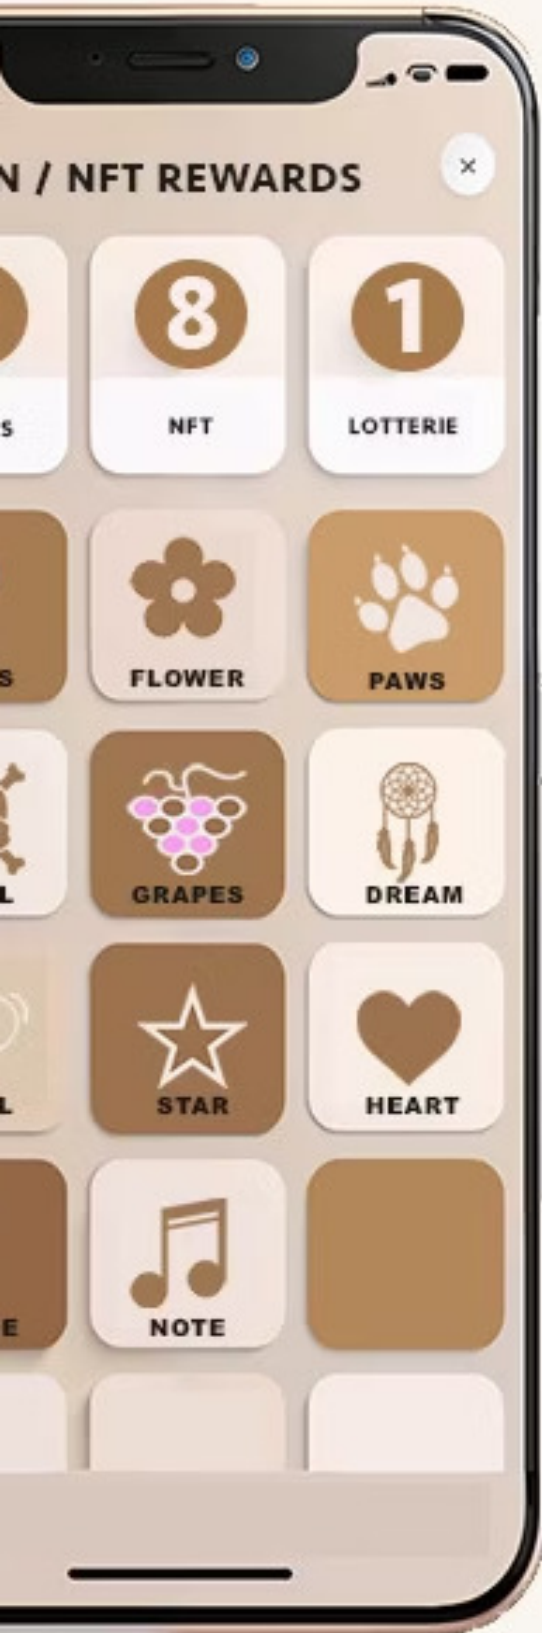 N / NFT REWARDS
8
1
S
NFT
LOTTERIE
S
FLOWER
PAWS
L
GRAPES
DREAM
L
STAR
HEART
E
NOTE